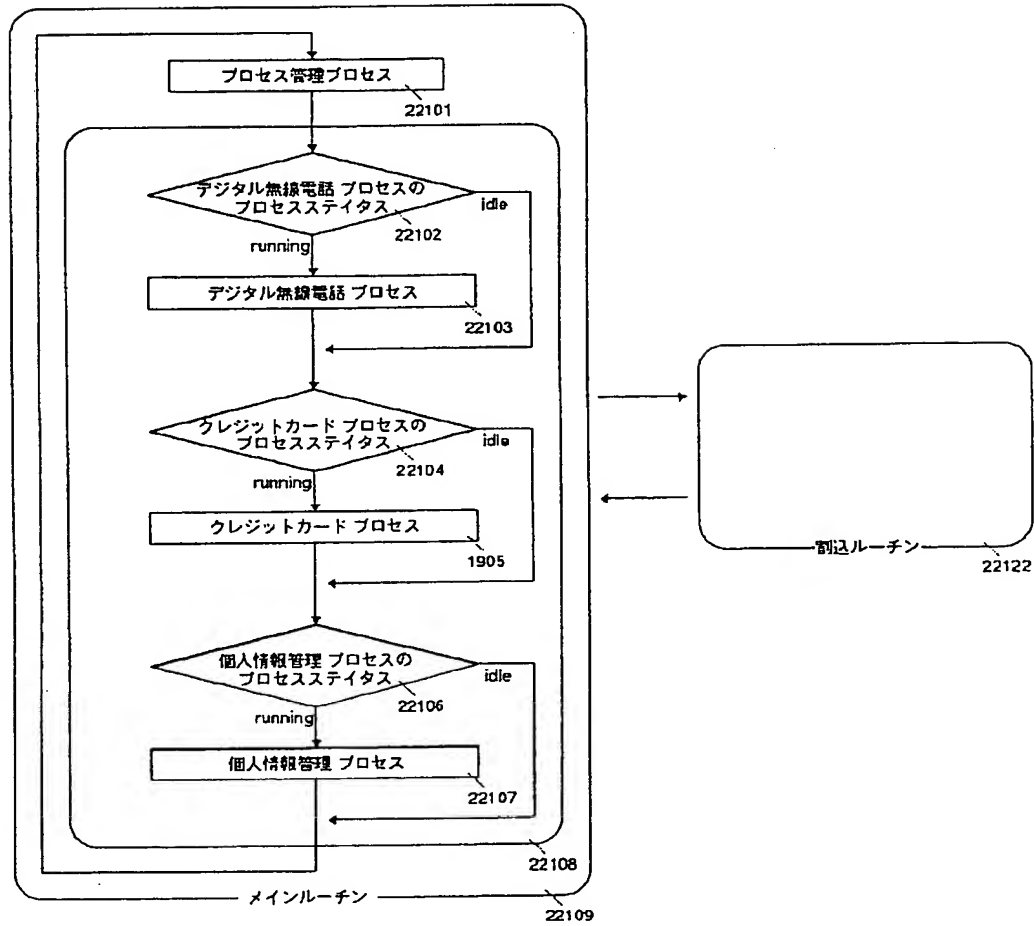 プロセス管理プロセス
22101
デジタル無線電話 プロセスの
プロセスステイタス
22102
idle
running
デジタル無線電話 プロセス
22103
クレジットカード プロセスの
プロセスステイタス
22104
idle
running
クレジットカード プロセス
1905
個人情報管理 プロセスの
プロセスステイタス
22106
idle
running
個人情報管理 プロセス
22107
22108
メインルーチン
22109
割込ルーチン
22122